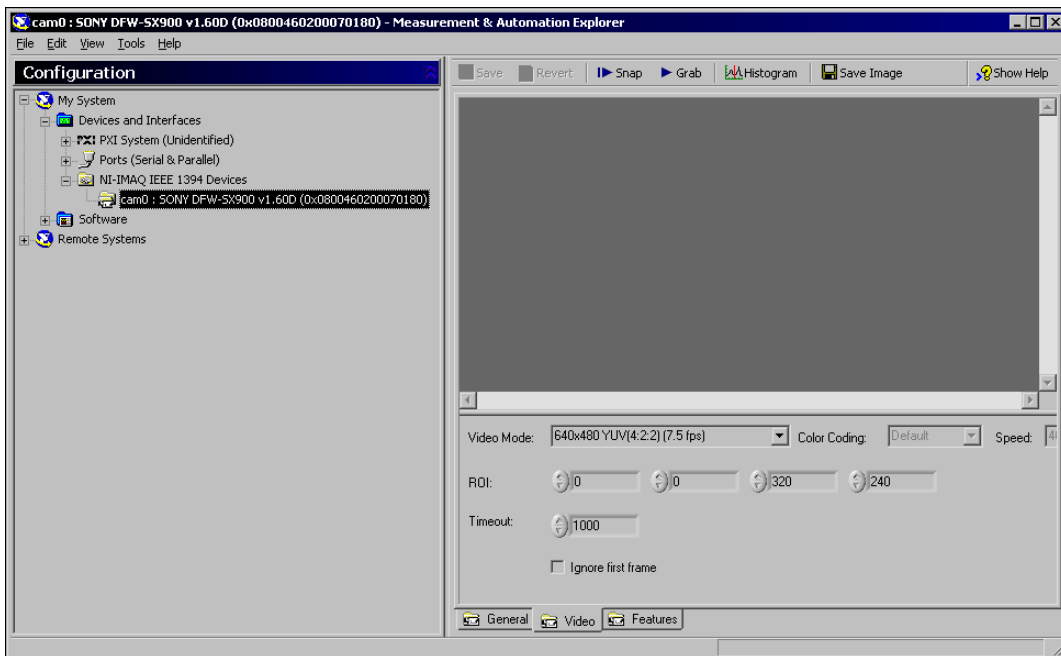 cam0 : SONY DFW-SX900 v1.60D (0x0800460200070180) - Measurement & Automation Explorer
File Edit View Tools Help
Configuration
Save Revert Snap Grab Histogram Save Image Show Help
My System
Devices and Interfaces
PXI PXI System (Unidentified)
Ports (Serial & Parallel)
NI-IMAQ IEEE 1394 Devices
cam0 : SONY DFW-SX900 v1.60D (0x0800460200070180)
Software
Remote Systems
Video Mode: 640x480 YUV(4:2:2) (7.5 fps) Color Coding: Default Speed:
ROI: 0 0 320 240
Timeout: 1000
Ignore first frame
General Video Features